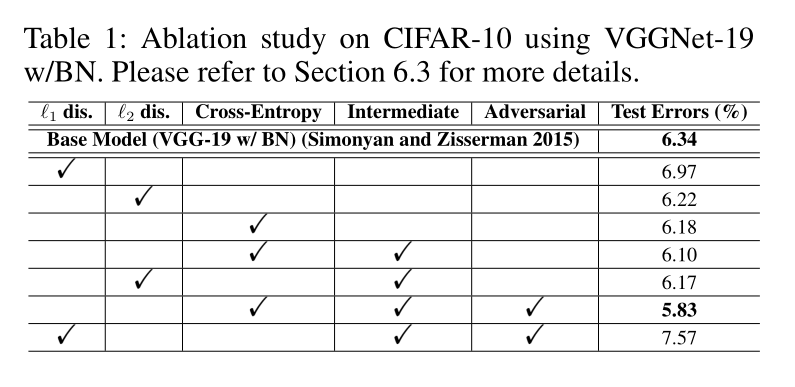 Table 1: Ablation study on CIFAR-10 using VGGNet-19
w/BN. Please refer to Section 6.3 for more details.
ℓ1 dis. ℓ2 dis. Cross-Entropy Intermediate Adversarial Test Errors (%)
Base Model (VGG-19 w/ BN) (Simonyan and Zisserman 2015) 6.34
✓ 6.97
✓ 6.22
✓ 6.18
✓ ✓ 6.10
✓ ✓ 6.17
✓ ✓ ✓ 5.83
✓ ✓ ✓ 7.57